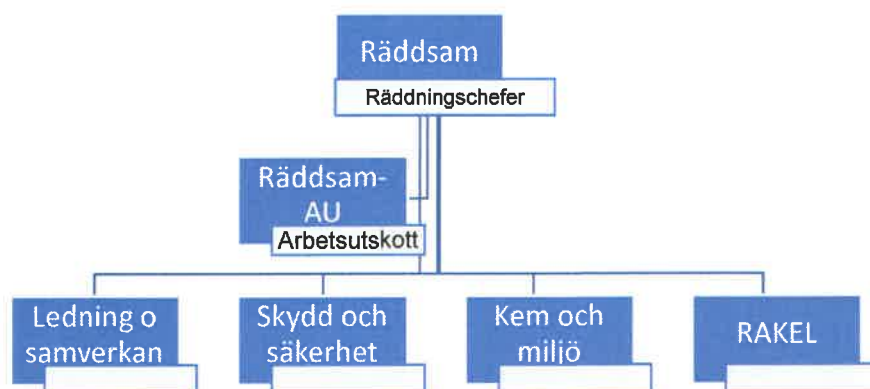 Räddsam
Räddningschefer
Räddsam-
AU
Arbetsutskott
Ledning o
samverkan
Skydd och
säkerhet
Kem och
miljö
RAKEL